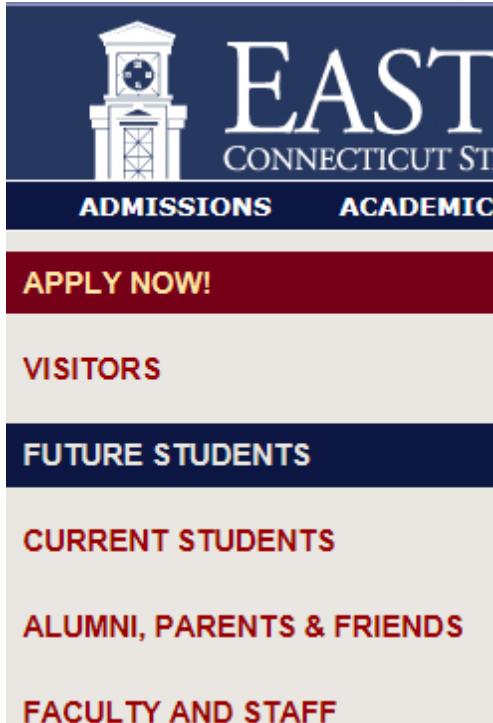 EAST
CONNECTICUT ST
ADMISSIONS ACADEMIC
APPLY NOW!
VISITORS
FUTURE STUDENTS
CURRENT STUDENTS
ALUMNI, PARENTS & FRIENDS
FACULTY AND STAFF